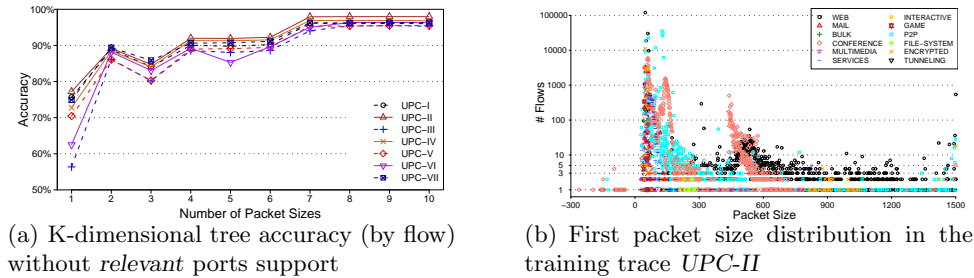 100%
90%
80%
70%
60%
50%
Accuracy
1 2 3 4 5 6 7 8 9 10
Number of Packet Sizes
UPC−I
UPC−II
UPC−III
UPC−IV
UPC−V
UPC−VI
UPC−VII
(a) K-dimensional tree accuracy (by flow)
without relevant ports support
100000
10000
1000
100
50
10
5
3
1
# Flows
−300 0 300 600 900 1200 1500
Packet Size
WEB
MAIL
BULK
CONFERENCE
MULTIMEDIA
SERVICES
INTERACTIVE
GAME
P2P
FILE−SYSTEM
ENCRYPTED
TUNNELING
(b) First packet size distribution in the
training trace UPC-II